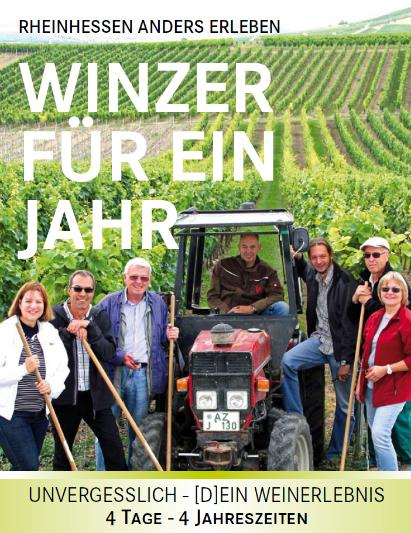 RHEINHESSEN ANDERS ERLEBEN
WINZER
FÜR EIN
JAHR
AZ
J 130
UNVERGESSLICH - [D]EIN WEINERLEBNIS
4 TAGE - 4 JAHRESZEITEN